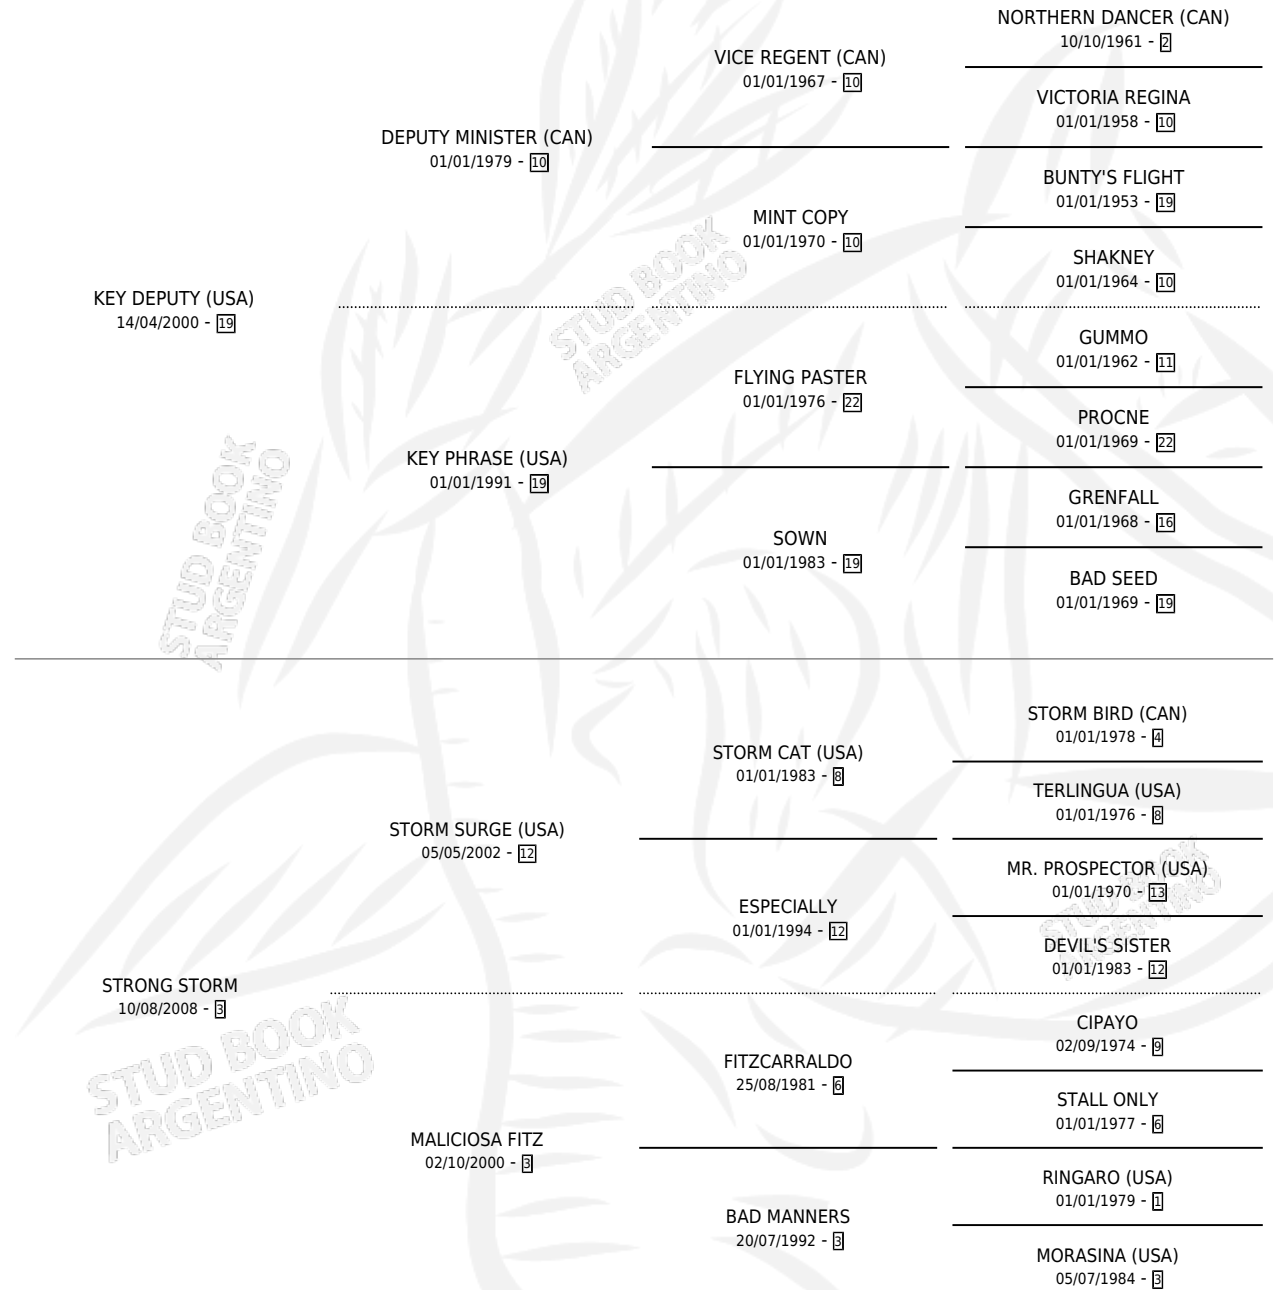 NORTHERN DANCER (CAN)
10/10/1961 - 2
VICE REGENT (CAN)
01/01/1967 - 10
VICTORIA REGINA
01/01/1958 - 10
DEPUTY MINISTER (CAN)
01/01/1979 - 10
BUNTY'S FLIGHT
01/01/1953 - 19
MINT COPY
01/01/1970 - 10
SHAKNEY
01/01/1964 - 10
KEY DEPUTY (USA)
14/04/2000 - 19
GUMMO
01/01/1962 - 11
FLYING PASTER
01/01/1976 - 22
PROCNE
01/01/1969 - 22
KEY PHRASE (USA)
01/01/1991 - 19
GRENFALL
01/01/1968 - 16
SOWN
01/01/1983 - 19
BAD SEED
01/01/1969 - 19
STORM BIRD (CAN)
01/01/1978 - 4
STORM CAT (USA)
01/01/1983 - 8
TERLINGUA (USA)
01/01/1976 - 8
STORM SURGE (USA)
05/05/2002 - 12
MR. PROSPECTOR (USA)
01/01/1970 - 13
ESPECIALLY
01/01/1994 - 12
DEVIL'S SISTER
01/01/1983 - 12
STRONG STORM
10/08/2008 - 3
CIPAYO
02/09/1974 - 9
FITZCARRALDO
25/08/1981 - 6
STALL ONLY
01/01/1977 - 6
MALICIOSA FITZ
02/10/2000 - 3
RINGARO (USA)
01/01/1979 - 1
BAD MANNERS
20/07/1992 - 3
MORASINA (USA)
05/07/1984 - 3
STUD BOOK
ARGENTINO
STUD BOOK
ARGENTINO
STUD BOOK
ARGENTINO
STUD BOOK
ARGENTINO